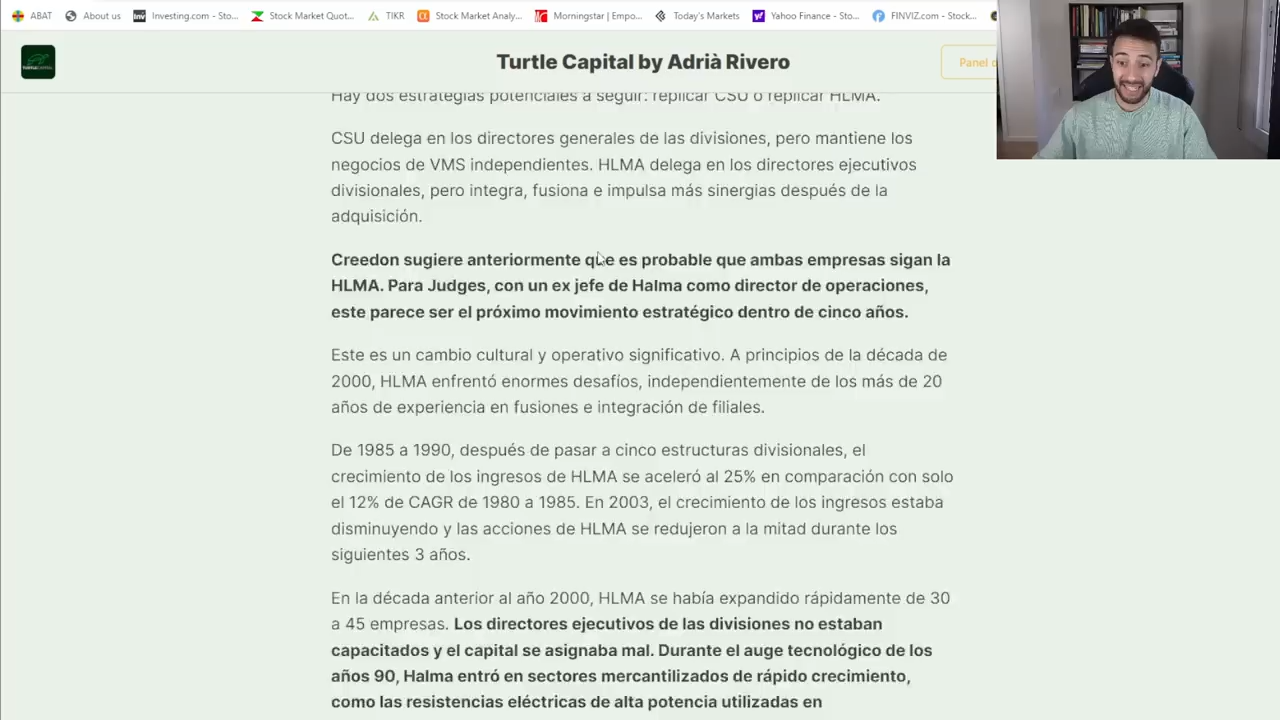 ABAT
About us
Investing.com - Sto...
Stock Market Quot...
TIKR
Stock Market Analy...
Morningstar | Empo...
Today's Markets
Yahoo Finance - Sto...
FINVIZ.com - Stock...
Turtle Capital by Adrià Rivero
Panel
Hay dos estrategias potenciales a seguir: replicar CSU o replicar HLMA.
CSU delega en los directores generales de las divisiones, pero mantiene los
negocios de VMS independientes. HLMA delega en los directores ejecutivos
divisionales, pero integra, fusiona e impulsa más sinergias después de la
adquisición.
Creedon sugiere anteriormente que es probable que ambas empresas sigan la
HLMA. Para Judges, con un ex jefe de Halma como director de operaciones,
este parece ser el próximo movimiento estratégico dentro de cinco años.
Este es un cambio cultural y operativo significativo. A principios de la década de
2000, HLMA enfrentó enormes desafíos, independientemente de los más de 20
años de experiencia en fusiones e integración de filiales.
De 1985 a 1990, después de pasar a cinco estructuras divisionales, el
crecimiento de los ingresos de HLMA se aceleró al 25% en comparación con solo
el 12% de CAGR de 1980 a 1985. En 2003, el crecimiento de los ingresos estaba
disminuyendo y las acciones de HLMA se redujeron a la mitad durante los
siguientes 3 años.
En la década anterior al año 2000, HLMA se había expandido rápidamente de 30
a 45 empresas. Los directores ejecutivos de las divisiones no estaban
capacitados y el capital se asignaba mal. Durante el auge tecnológico de los
años 90, Halma entró en sectores mercantilizados de rápido crecimiento,
como las resistencias eléctricas de alta potencia utilizadas en